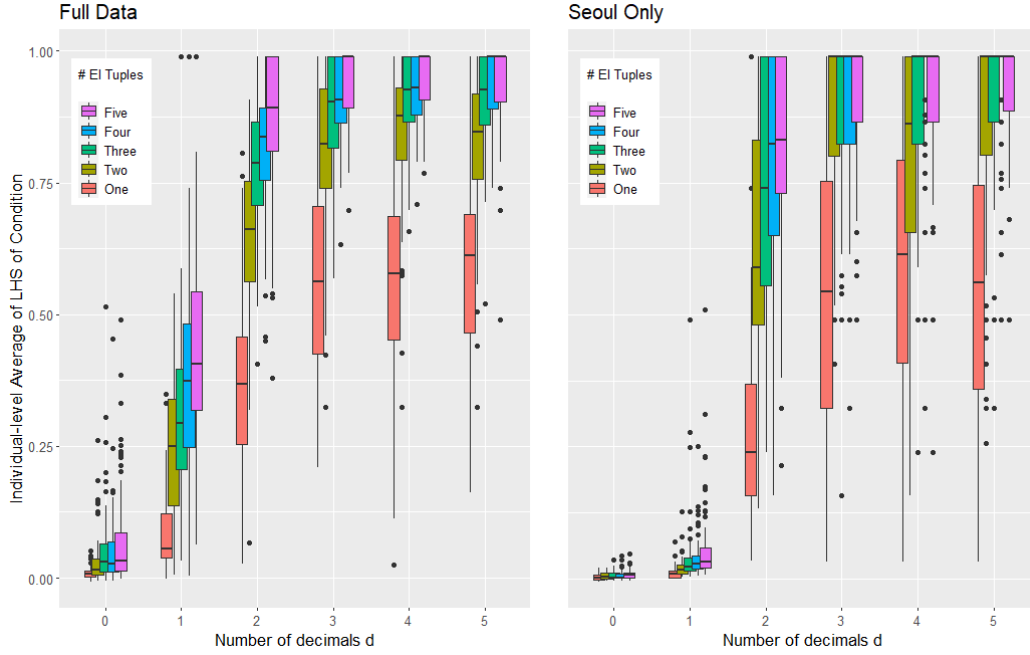 Full Data
Seoul Only
Individual-level Average of LHS of Condition
1.00
0.75
0.50
0.25
0.00
# EI Tuples
Five
Four
Three
Two
One
0 1 2 3 4 5
Number of decimals d
# EI Tuples
Five
Four
Three
Two
One
0 1 2 3 4 5
Number of decimals d